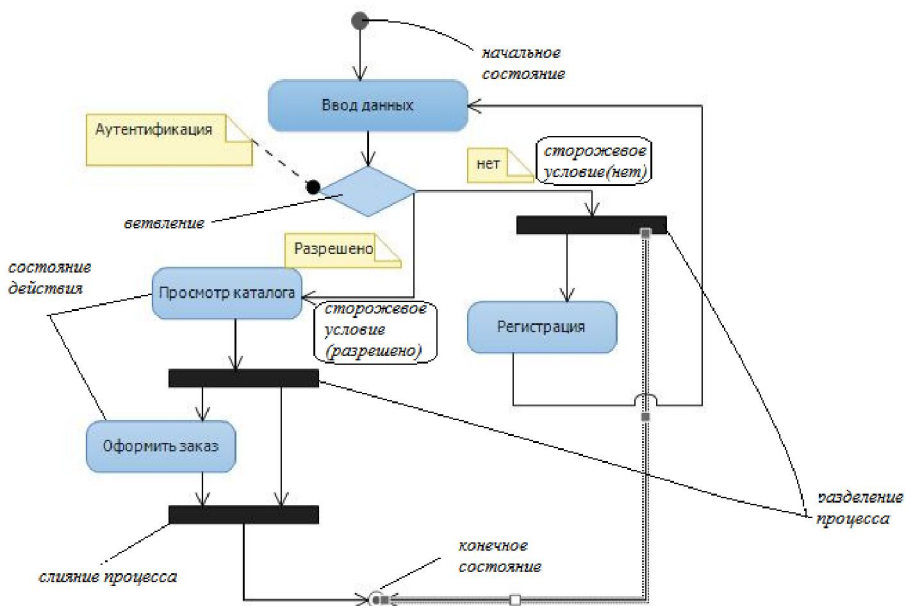 начальное
состояние
Ввод данных
Аутентификация
нет
сторожевое
условие(нет)
ветвление
Разрешено
состояние
действия
Просмотр каталога
сторожевое
условие
(разрешено)
Регистрация
Оформить заказ
разделение
процесса
конечное
состояние
слияние процесса